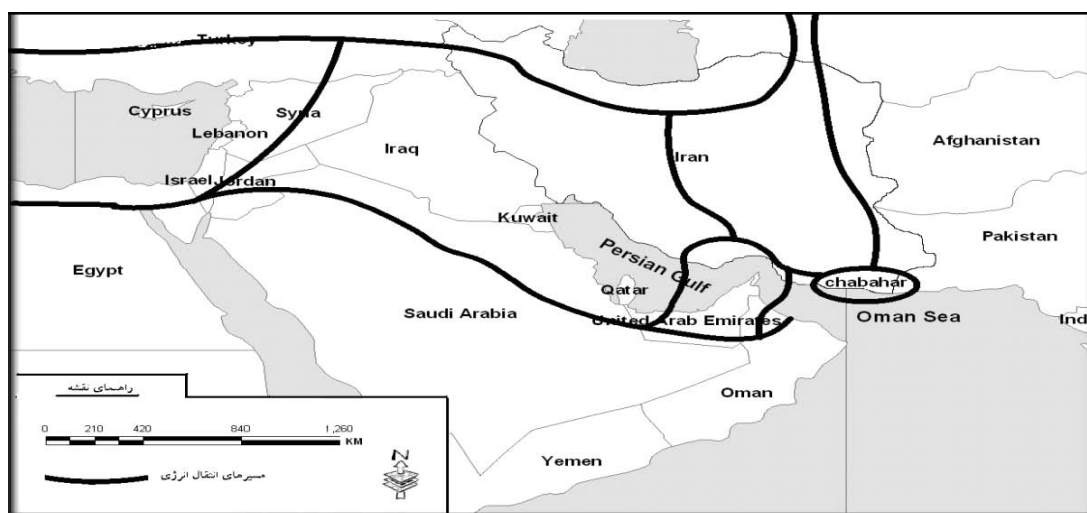 Turkey
Cyprus
Syria
Lebanon
Iraq
Iran
Afghanistan
Israel
Jordan
Kuwait
Pakistan
Egypt
Persian Gulf
Qatar
chabahar
Saudi Arabia
United Arab Emirates
Oman Sea
Ind
Oman
Yemen
راهنمای نقشه
0 210 420 840 1,260
KM
N
مسیرهای انتقال انرژی